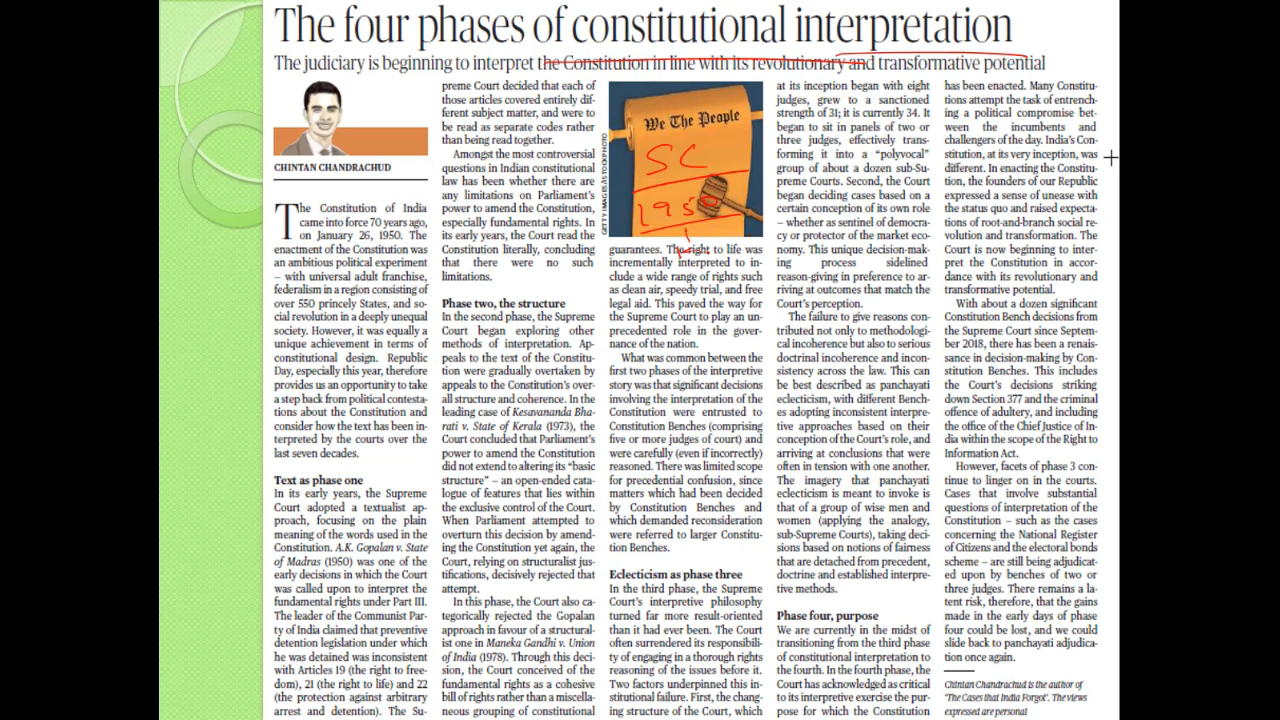 The four phases of constitutional interpretation
The judiciary is beginning to interpret the Constitution in line with its revolutionary and transformative potential
CHINTAN CHANDRACHUD
The Constitution of India
came into force 70 years ago,
on January 26, 1950. The
enactment of the Constitution was
an ambitious political experiment
– with universal adult franchise,
federalism in a region consisting of
over 550 princely States, and so-
cial revolution in a deeply unequal
society. However, it was equally a
unique achievement in terms of
constitutional design. Republic
Day, especially this year, therefore
provides us an opportunity to take
a step back from political contesta-
tions about the Constitution and
consider how the text has been in-
terpreted by the courts over the
last seven decades.
Text as phase one
In its early years, the Supreme
Court adopted a textualist ap-
proach, focusing on the plain
meaning of the words used in the
Constitution. A.K. Gopalan v. State
of Madras (1950) was one of the
early decisions in which the Court
was called upon to interpret the
fundamental rights under Part III.
The leader of the Communist Par-
ty of India claimed that preventive
detention legislation under which
he was detained was inconsistent
with Articles 19 (the right to free-
dom), 21 (the right to life) and 22
(the protection against arbitrary
arrest and detention). The Su-
preme Court decided that each of
those articles covered entirely dif-
ferent subject matter, and were to
be read as separate codes rather
than being read together.
Amongst the most controversial
questions in Indian constitutional
law has been whether there are
any limitations on Parliament's
power to amend the Constitution,
especially fundamental rights. In
its early years, the Court read the
Constitution literally, concluding
that there were no such
limitations.
Phase two, the structure
In the second phase, the Supreme
Court began exploring other
methods of interpretation. Ap-
peals to the text of the Constitu-
tion were gradually overtaken by
appeals to the Constitution's over-
all structure and coherence. In the
leading case of Kesavananda Bha-
rati v. State of Kerala (1973), the
Court concluded that Parliament's
power to amend the Constitution
did not extend to altering its "basic
structure" – an open-ended cata-
logue of features that lies within
the exclusive control of the Court.
When Parliament attempted to
overturn this decision by amend-
ing the Constitution yet again, the
Court, relying on structuralist jus-
tifications, decisively rejected that
attempt.
In this phase, the Court also ca-
tegorically rejected the Gopalan
approach in favour of a structural-
ist one in Maneka Gandhi v. Union
of India (1978). Through this deci-
sion, the Court conceived of the
fundamental rights as a cohesive
bill of rights rather than a miscella-
neous grouping of constitutional
We The People
SC
1950
GETTY IMAGES/ISTOCKPHOTO
guarantees. The right to life was
incrementally interpreted to in-
clude a wide range of rights such
as clean air, speedy trial, and free
legal aid. This paved the way for
the Supreme Court to play an un-
precedented role in the gover-
nance of the nation.
What was common between the
first two phases of the interpretive
story was that significant decisions
involving the interpretation of the
Constitution were entrusted to
Constitution Benches (comprising
five or more judges of court) and
were carefully (even if incorrectly)
reasoned. There was limited scope
for precedential confusion, since
matters which had been decided
by Constitution Benches and
which demanded reconsideration
were referred to larger Constitu-
tion Benches.
Eclecticism as phase three
In the third phase, the Supreme
Court's interpretive philosophy
turned far more result-oriented
than it had ever been. The Court
often surrendered its responsibili-
ty of engaging in a thorough rights
reasoning of the issues before it.
Two factors underpinned this in-
stitutional failure. First, the chang-
ing structure of the Court, which
at its inception began with eight
judges, grew to a sanctioned
strength of 31; it is currently 34. It
began to sit in panels of two or
three judges, effectively trans-
forming it into a "polyvocal"
group of about a dozen sub-Su-
preme Courts. Second, the Court
began deciding cases based on a
certain conception of its own role
– whether as sentinel of democra-
cy or protector of the market eco-
nomy. This unique decision-mak-
ing process sidelined
reason-giving in preference to ar-
riving at outcomes that match the
Court's perception.
The failure to give reasons con-
tributed not only to methodologi-
cal incoherence but also to serious
doctrinal incoherence and incon-
sistency across the law. This can
be best described as panchayati
eclecticism, with different Bench-
es adopting inconsistent interpre-
tive approaches based on their
conception of the Court's role, and
arriving at conclusions that were
often in tension with one another.
The imagery that panchayati
eclecticism is meant to invoke is
that of a group of wise men and
women (applying the analogy,
sub-Supreme Courts), taking deci-
sions based on notions of fairness
that are detached from precedent,
doctrine and established interpre-
tive methods.
Phase four, purpose
We are currently in the midst of
transitioning from the third phase
of constitutional interpretation to
the fourth. In the fourth phase, the
Court has acknowledged as critical
to its interpretive exercise the pur-
pose for which the Constitution
has been enacted. Many Constitu-
tions attempt the task of entrench-
ing a political compromise bet-
ween the incumbents and
challengers of the day. India's Con-
stitution, at its very inception, was
different. In enacting the Constitu-
tion, the founders of our Republic
expressed a sense of unease with
the status quo and raised expecta-
tions of root-and-branch social re-
volution and transformation. The
Court is now beginning to inter-
pret the Constitution in accor-
dance with its revolutionary and
transformative potential.
With about a dozen significant
Constitution Bench decisions from
the Supreme Court since Septem-
ber 2018, there has been a renais-
sance in decision-making by Con-
stitution Benches. This includes
the Court's decisions striking
down Section 377 and the criminal
offence of adultery, and including
the office of the Chief Justice of In-
dia within the scope of the Right to
Information Act.
However, facets of phase 3 con-
tinue to linger on in the courts.
Cases that involve substantial
questions of interpretation of the
Constitution – such as the cases
concerning the National Register
of Citizens and the electoral bonds
scheme – are still being adjudicat-
ed upon by benches of two or
three judges. There remains a la-
tent risk, therefore, that the gains
made in the early days of phase
four could be lost, and we could
slide back to panchayati adjudica-
tion once again.
Chintan Chandrachud is the author of
'The Cases that India Forgot'. The views
expressed are personal